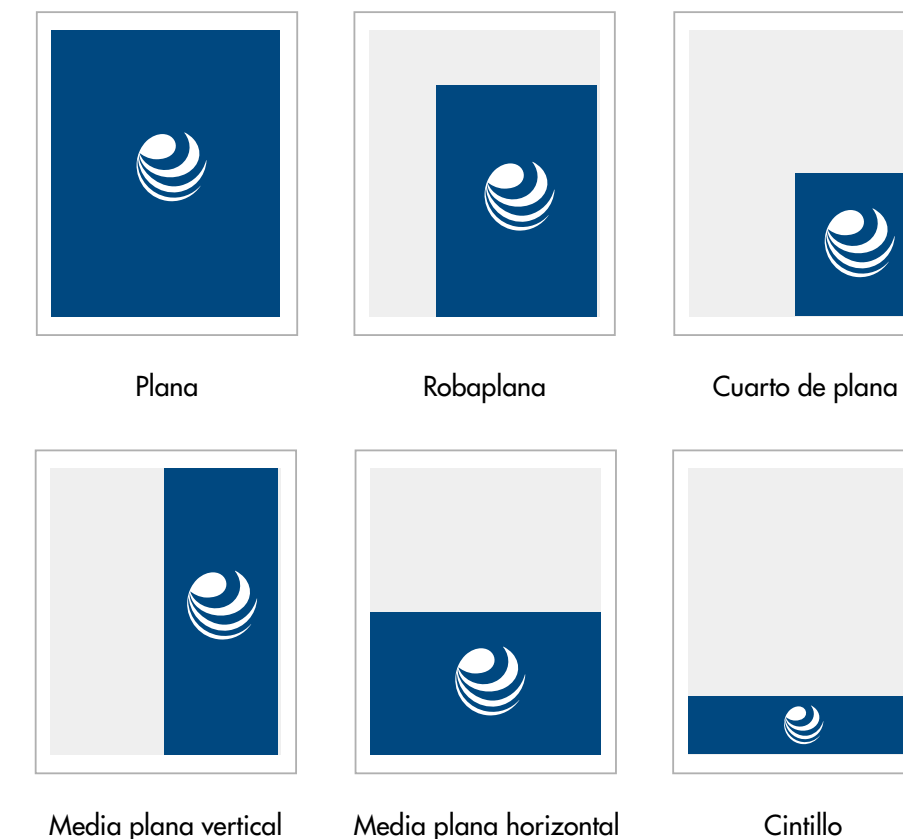 Plana
Robaplana
Cuarto de plana
Media plana vertical
Media plana horizontal
Cintillo